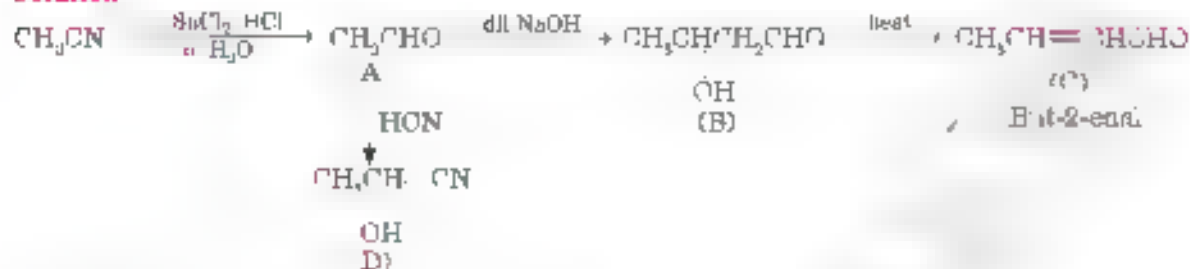 CH₃CN SnCl₂ HCl CH₃CHO dil NaOH CH₃CHCH₂CHO heat CH₃CH═CHCHO
H₂O
A OH (C)
HCN (B) But-2-enal
CH₃CH CN
OH
D)